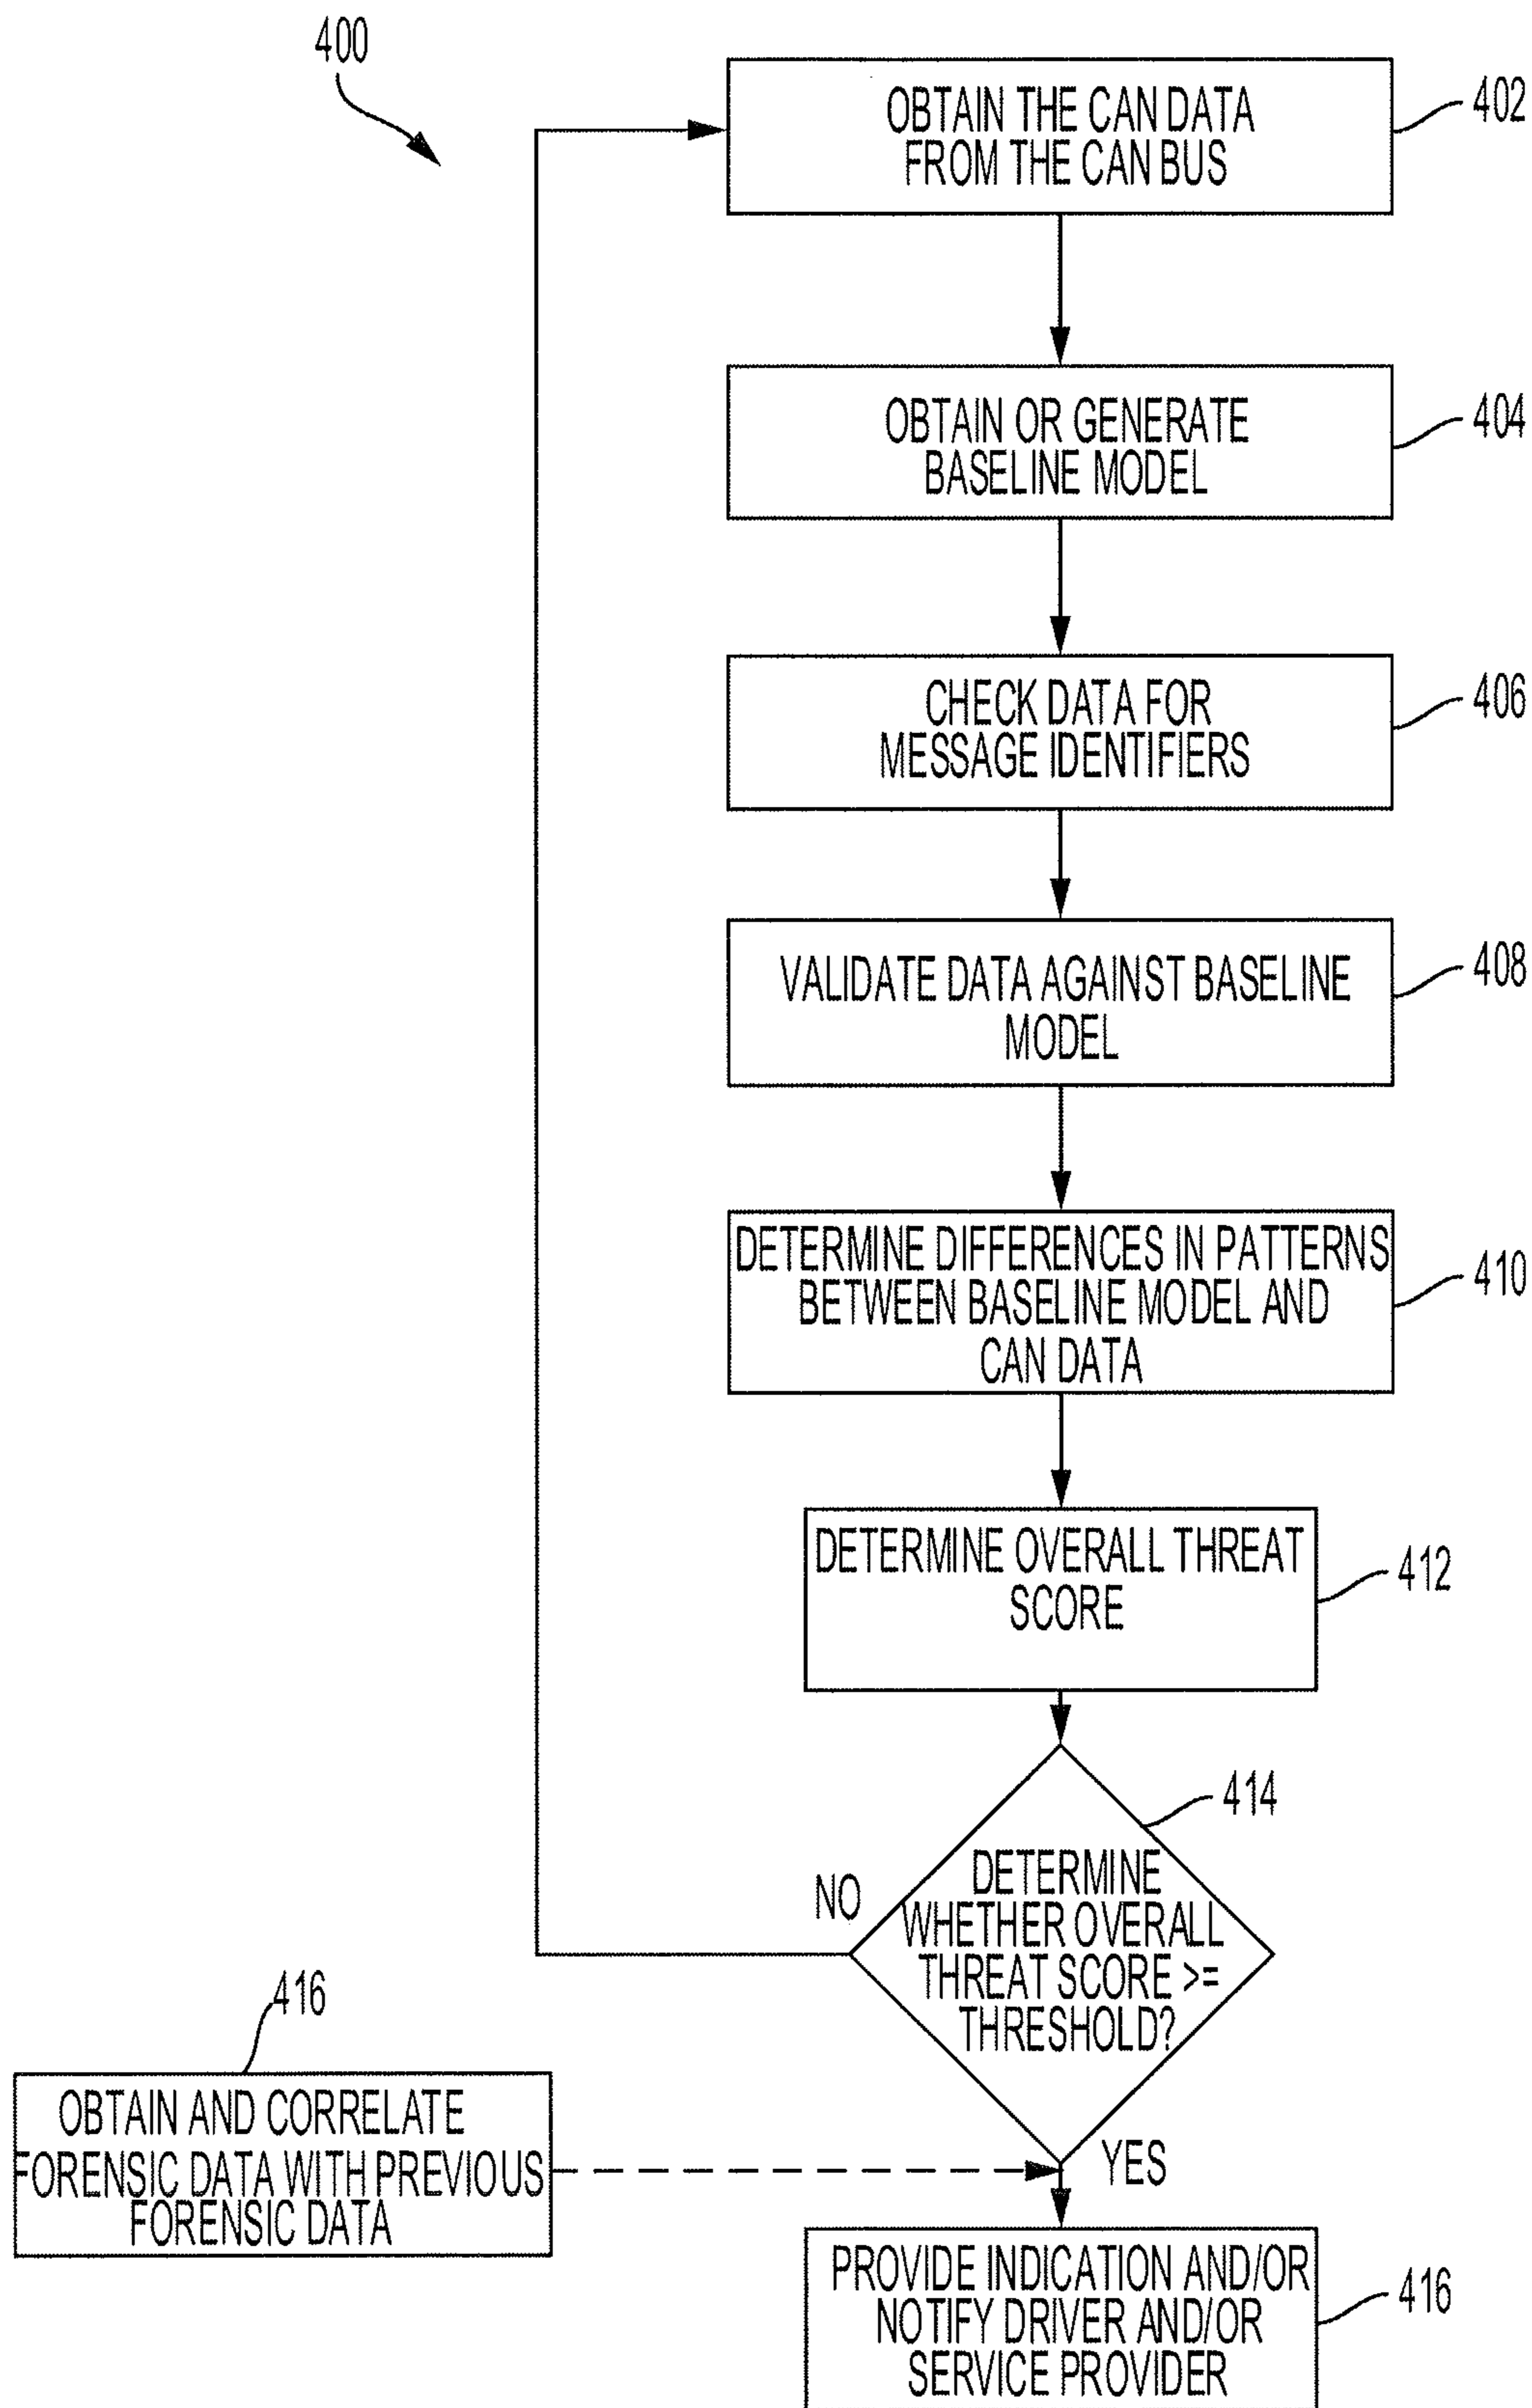 400
OBTAIN THE CAN DATA
FROM THE CAN BUS
402
OBTAIN OR GENERATE
BASELINE MODEL
404
CHECK DATA FOR
MESSAGE IDENTIFIERS
406
VALIDATE DATA AGAINST BASELINE
MODEL
408
DETERMINE DIFFERENCES IN PATTERNS
BETWEEN BASELINE MODEL AND
CAN DATA
410
DETERMINE OVERALL THREAT
SCORE
412
414
DETERMINE
WHETHER OVERALL
THREAT SCORE >=
THRESHOLD?
NO
YES
416
OBTAIN AND CORRELATE
FORENSIC DATA WITH PREVIOUS
FORENSIC DATA
PROVIDE INDICATION AND/OR
NOTIFY DRIVER AND/OR
SERVICE PROVIDER
416